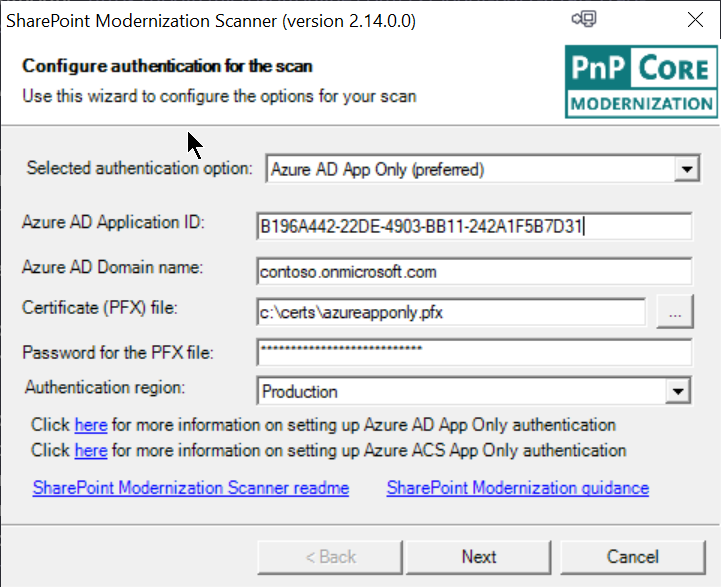 SharePoint Modernization Scanner (version 2.14.0.0)
Configure authentication for the scan
Use this wizard to configure the options for your scan
PnP CORE
MODERNIZATION
Selected authentication option: Azure AD App Only (preferred)
Azure AD Application ID: B196A442-22DE-4903-BB11-242A1F5B7D31
Azure AD Domain name: contoso.onmicrosoft.com
Certificate (PFX) file: c:\certs\azureapponly.pfx ...
Password for the PFX file: ****************************
Authentication region: Production
Click here for more information on setting up Azure AD App Only authentication
Click here for more information on setting up Azure ACS App Only authentication
SharePoint Modernization Scanner readme SharePoint Modernization guidance
< Back Next Cancel